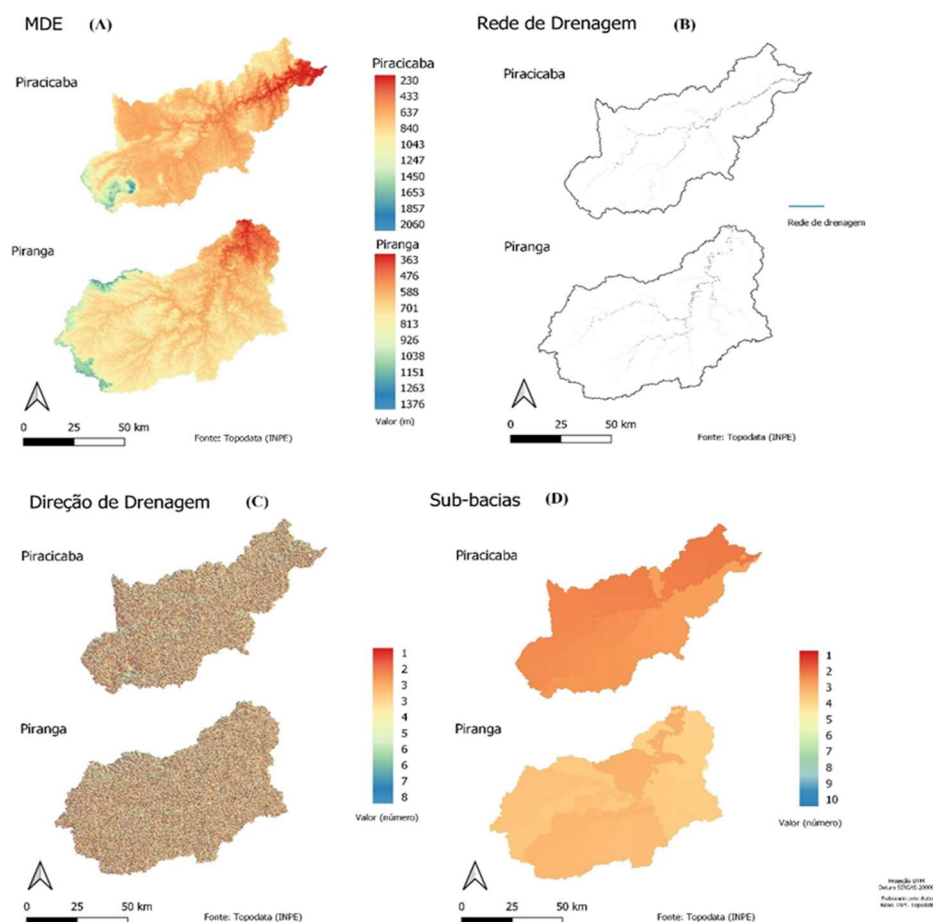 MDE (A)
Piracicaba
Piracicaba
230
433
637
840
1043
1247
1450
1653
1857
2060
Piranga
Piranga
363
476
588
701
813
926
1038
1151
1263
1376
Valor (m)
0 25 50 km
Fonte: Topodata (INPE)
Rede de Drenagem (B)
Piracicaba
Rede de drenagem
Piranga
0 25 50 km
Fonte: Topodata (INPE)
Direção de Drenagem (C)
Piracicaba
1
2
3
4
5
6
7
8
Valor (número)
Piranga
0 25 50 km
Fonte: Topodata (INPE)
Sub-bacias (D)
Piracicaba
1
2
3
4
5
6
7
8
9
10
Valor (número)
Piranga
0 25 50 km
Fonte: Topodata (INPE)
Projeção UTM